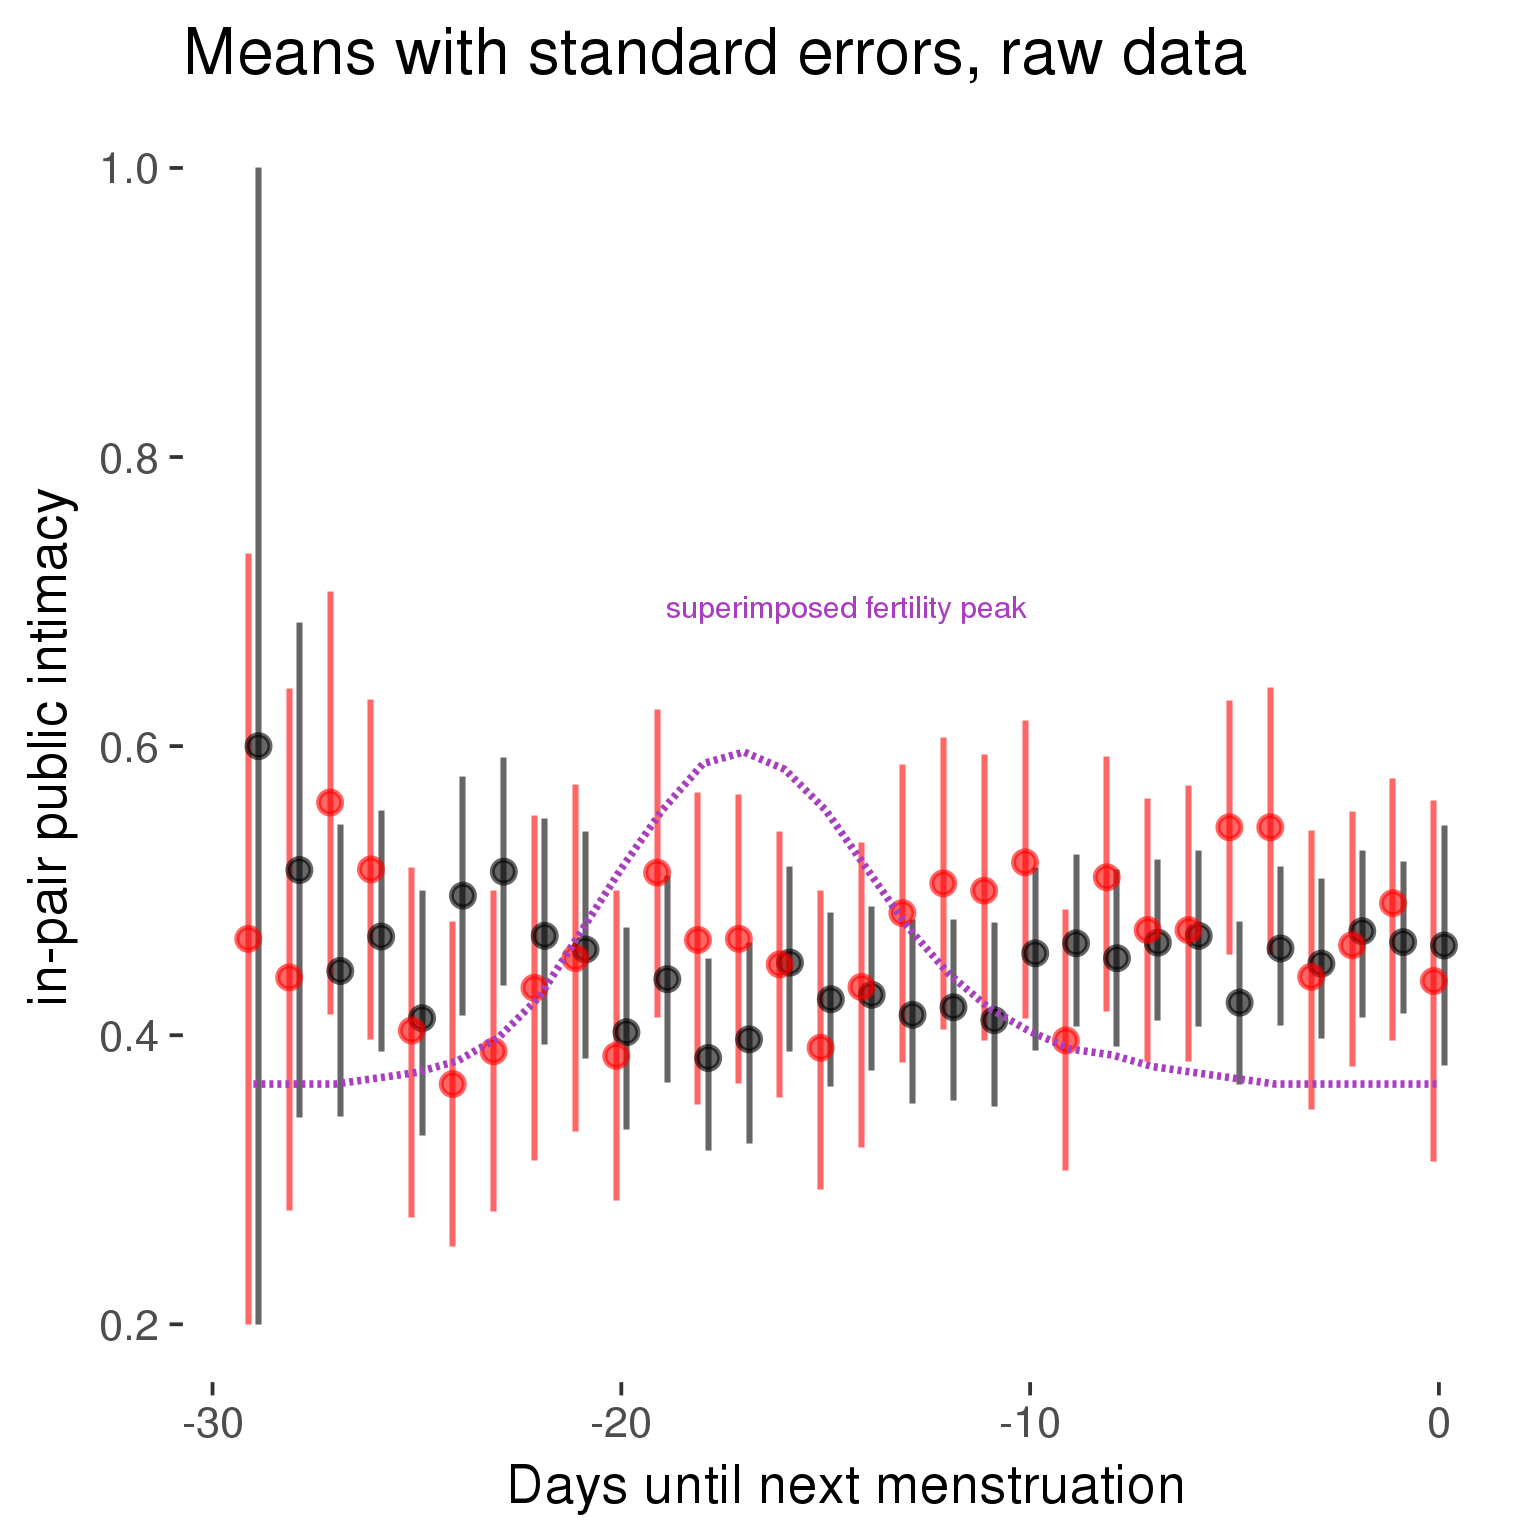 Means with standard errors, raw data
1.0
0.8
0.6
0.4
0.2
in-pair public intimacy
superimposed fertility peak
-30
-20
-10
0
Days until next menstruation